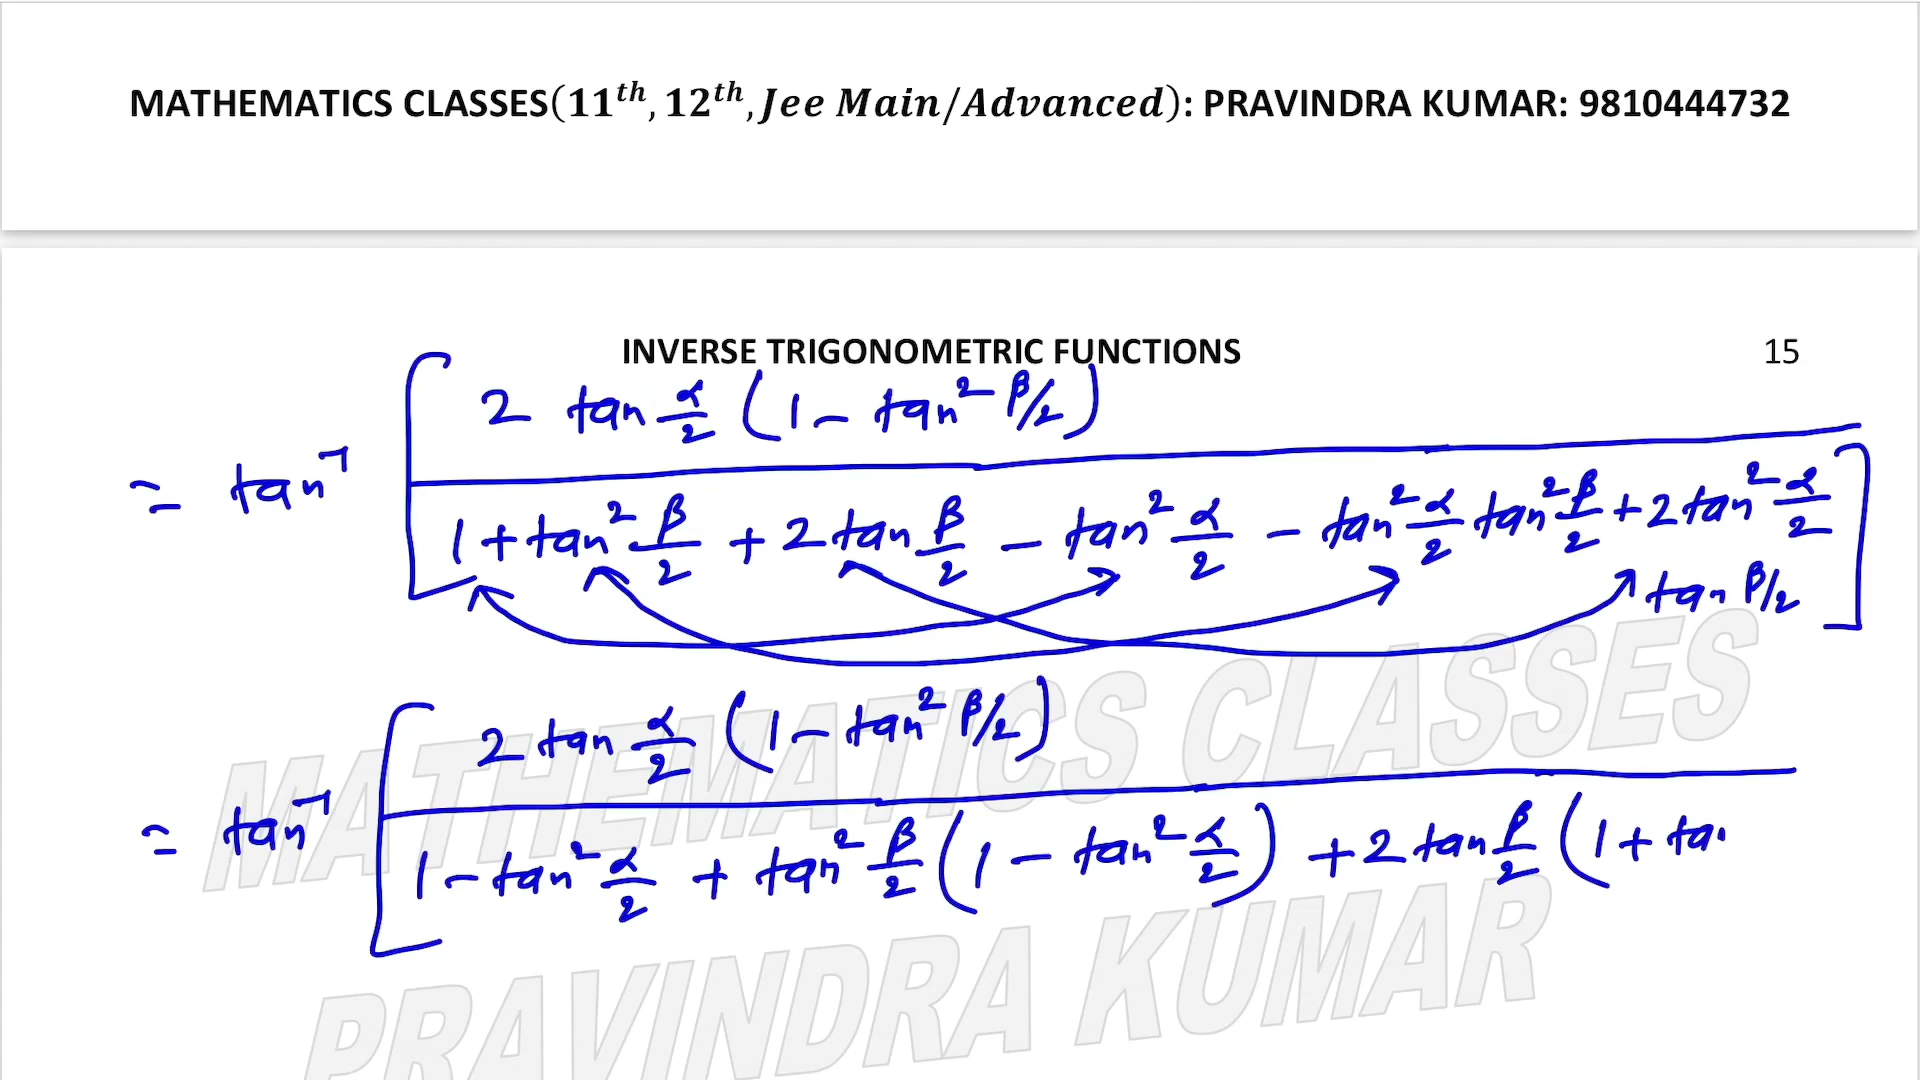 MATHEMATICS CLASSES(11th, 12th, Jee Main/Advanced): PRAVINDRA KUMAR: 9810444732
INVERSE TRIGONOMETRIC FUNCTIONS 15
= tan⁻¹ [ 2 tan α/2 (1 - tan² β/2)
1 + tan² β/2 + 2 tan β/2 - tan² α/2 - tan² α/2 tan² β/2 + 2 tan² α/2
tan β/2 ]
= tan⁻¹ [ 2 tan α/2 (1 - tan² β/2)
1 - tan² α/2 + tan² β/2 (1 - tan² α/2) + 2 tan β/2 (1 + ta
MATHEMATICS CLASSES
PRAVINDRA KUMAR